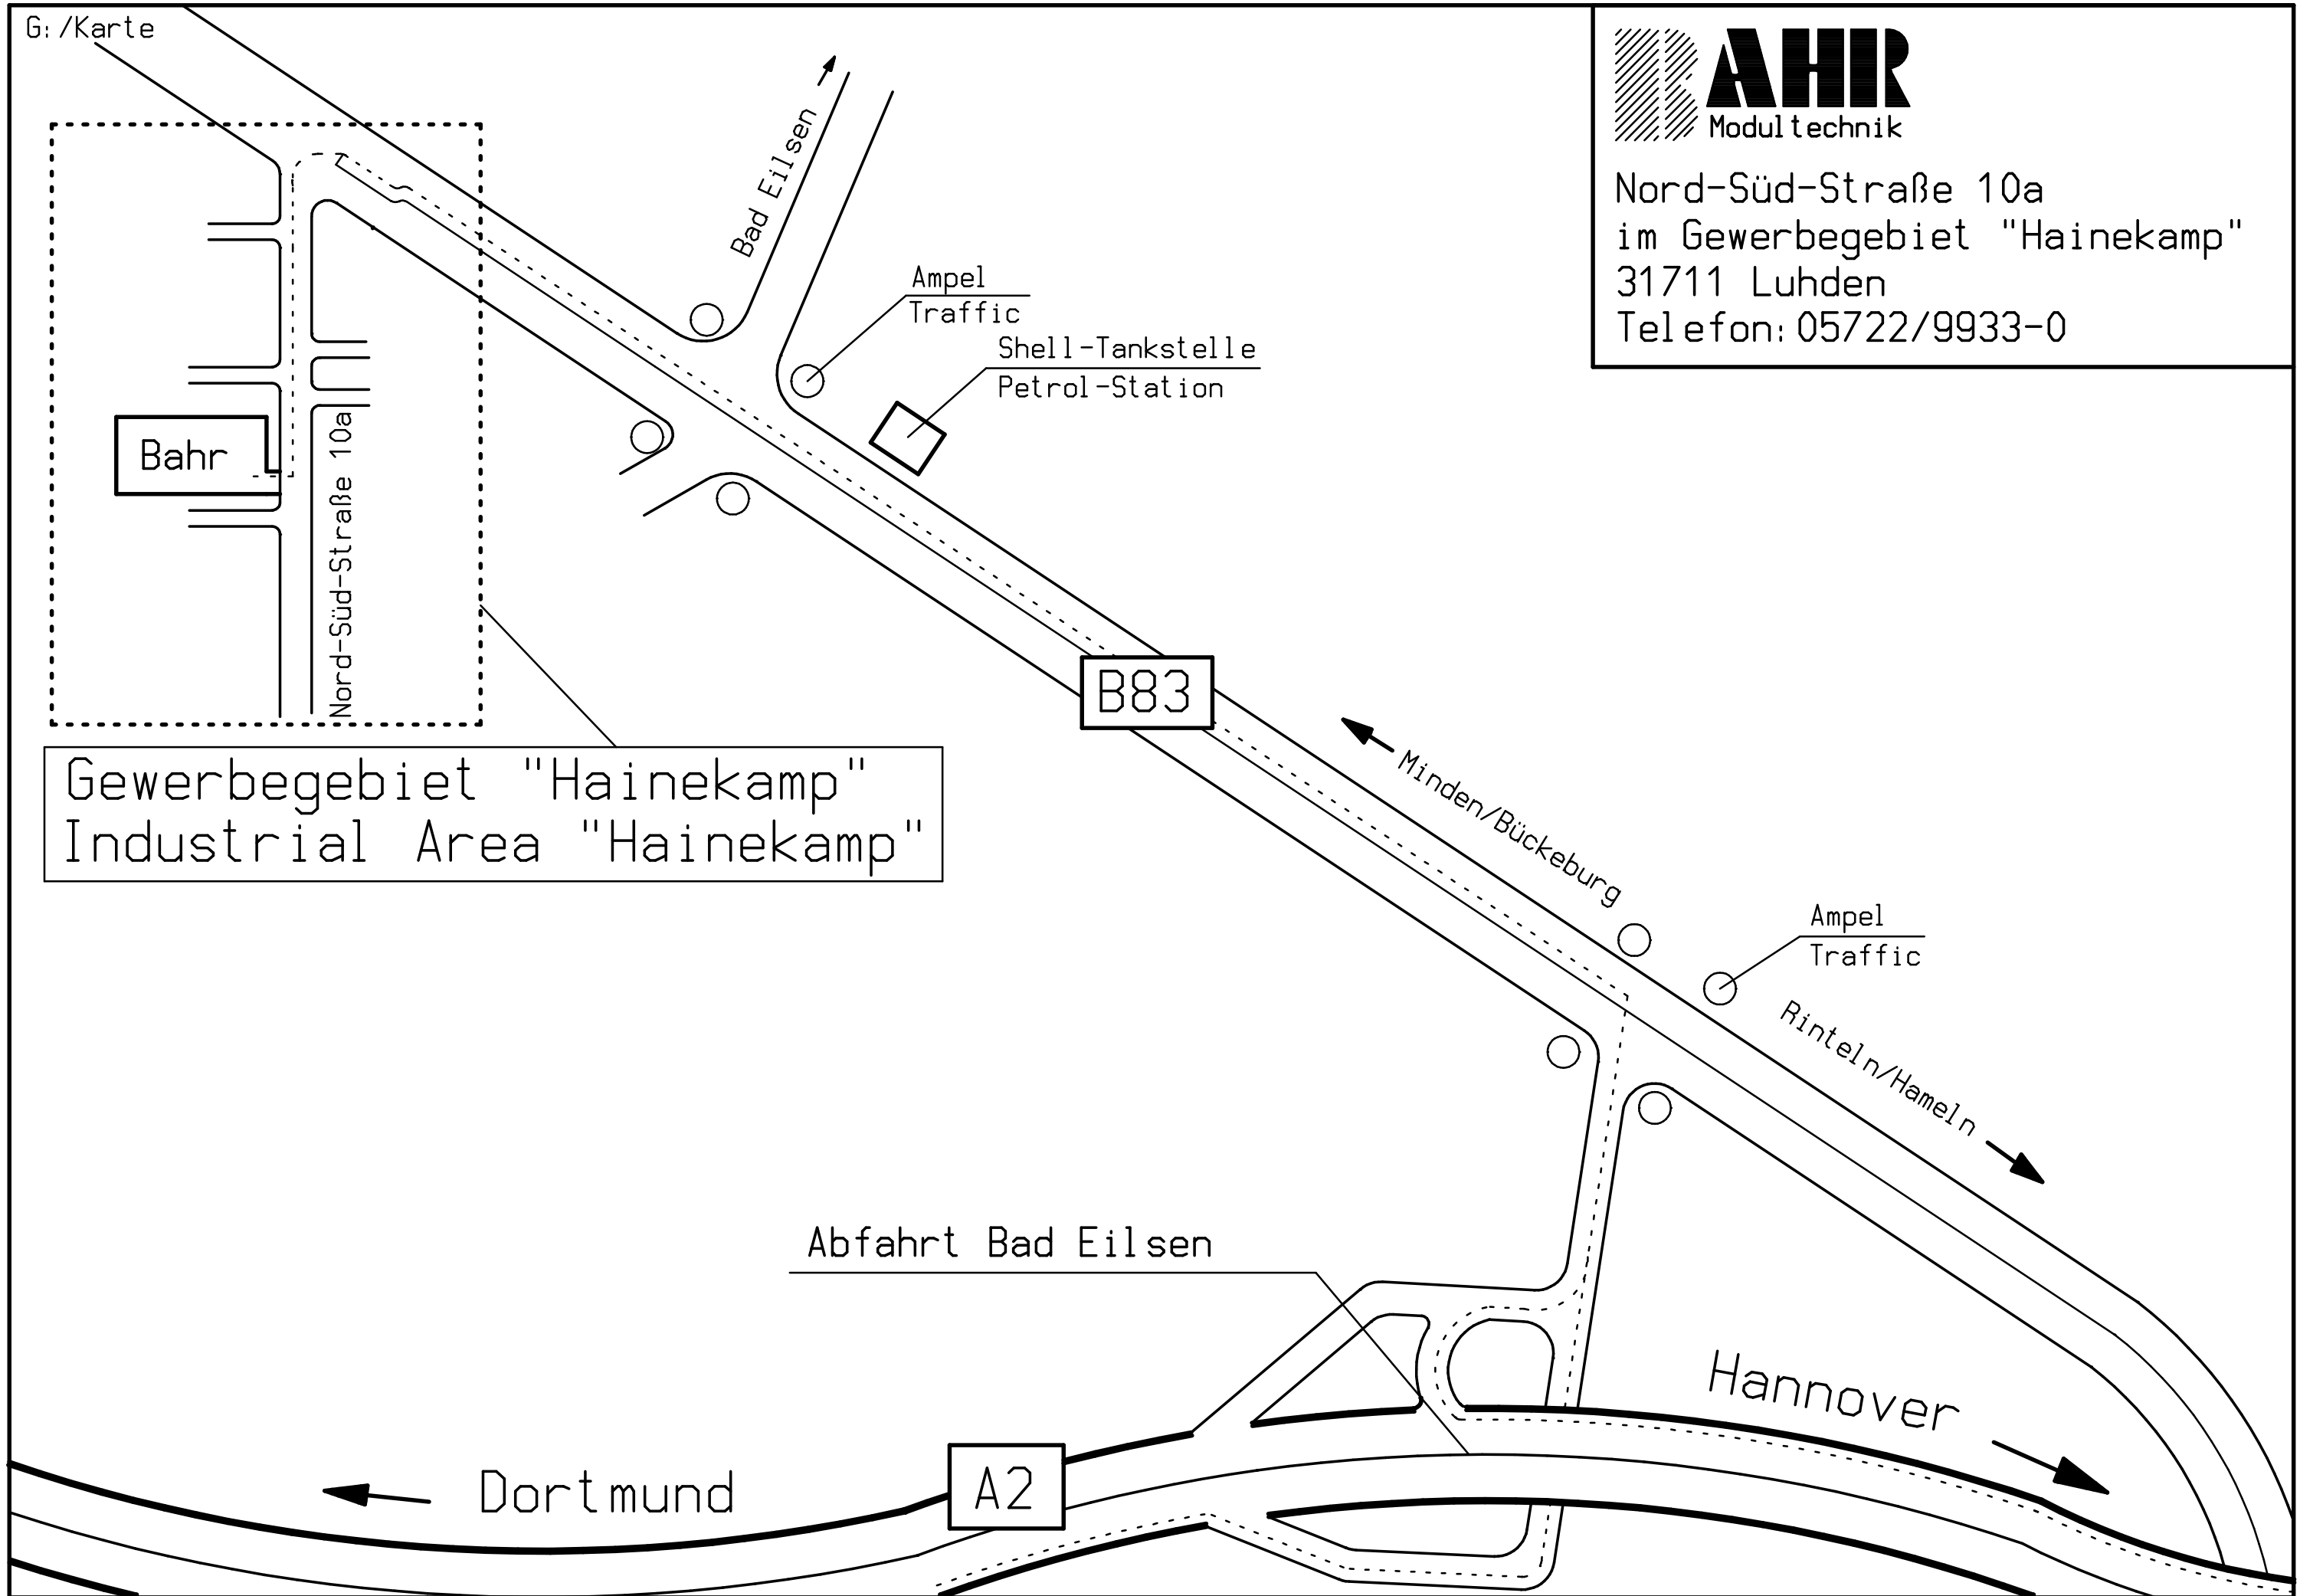 G:/Karte
BAHR
Modultechnik
Nord-Süd-Straße 10a
im Gewerbegebiet "Hainekamp"
31711 Luhden
Telefon: 05722/9933-0
Bad Eilsen
Ampel
Traffic
Shell-Tankstelle
Petrol-Station
Bahr
Nord-Süd-Straße 10a
B83
Gewerbegebiet "Hainekamp"
Industrial Area "Hainekamp"
Minden/Bückeburg
Ampel
Traffic
Rinteln/Hameln
Abfahrt Bad Eilsen
Hannover
Dortmund
A2